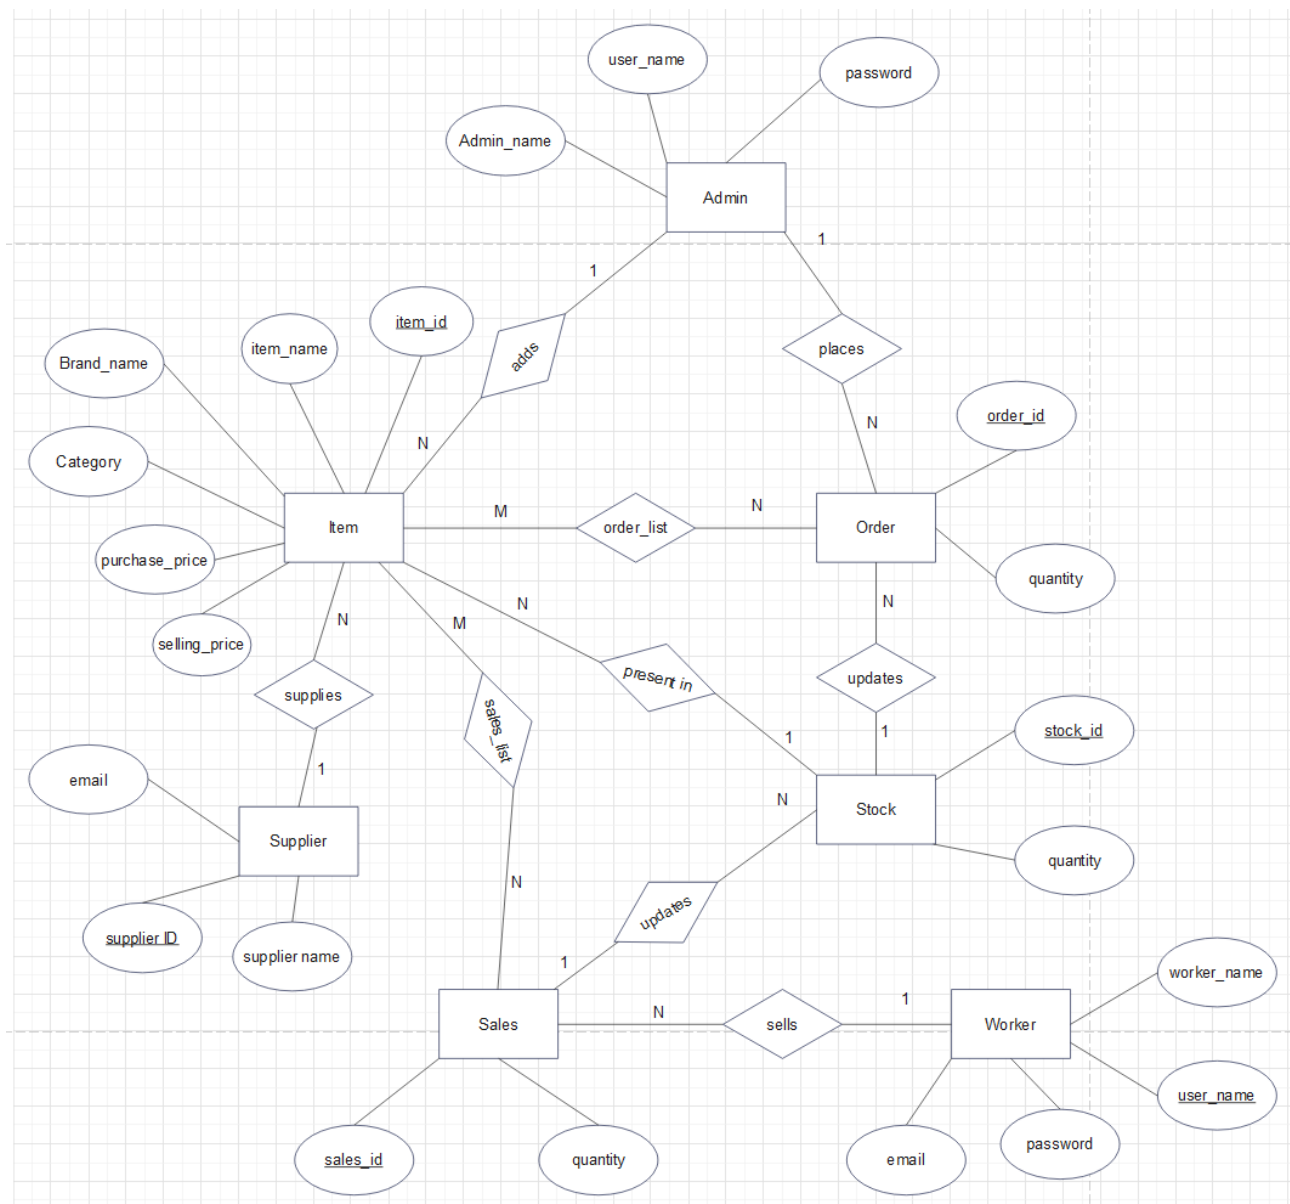 user_name
password
Admin_name
Admin
1
1
item_id
item_name
Brand_name
adds
places
order_id
N
N
Category
Item
M
order_list
N
Order
purchase_price
quantity
N
N
N
M
selling_price
supplies
present in
updates
sales_list
stock_id
1
1
1
email
N
Stock
Supplier
quantity
N
updates
supplier ID
supplier name
1
worker_name
Sales
N
sells
1
Worker
user_name
password
sales_id
quantity
email